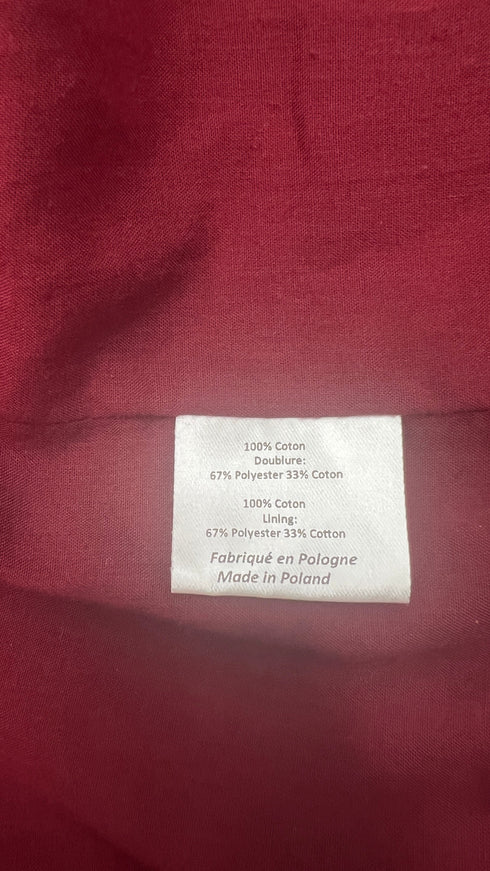 100% Coton
Doublure:
67% Polyester 33% Coton
100% Coton
Lining:
67% Polyester 33% Cotton
Fabriqué en Pologne
Made in Poland